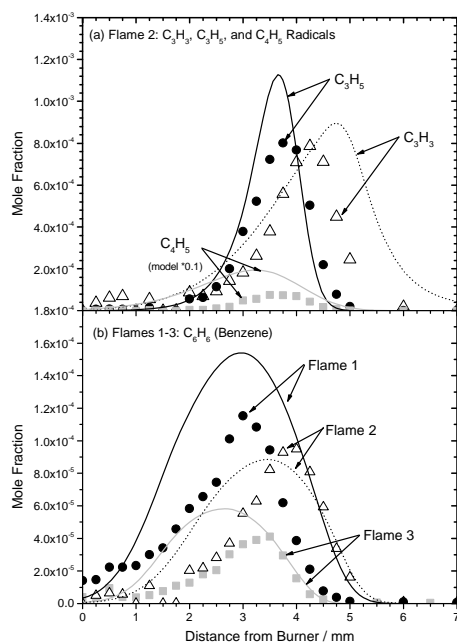 1.4x10⁻³
(a) Flame 2: C₃H₃, C₃H₅, and C₄H₅ Radicals
1.2x10⁻³
1.0x10⁻³
8.0x10⁻⁴
6.0x10⁻⁴
4.0x10⁻⁴
2.0x10⁻⁴
Mole Fraction
C₃H₅
C₃H₃
C₄H₅
(model *0.1)
1.8x10⁻⁴
(b) Flames 1-3: C₆H₆ (Benzene)
1.6x10⁻⁴
1.4x10⁻⁴
1.2x10⁻⁴
1.0x10⁻⁴
8.0x10⁻⁵
6.0x10⁻⁵
4.0x10⁻⁵
2.0x10⁻⁵
0.0
Mole Fraction
Flame 1
Flame 2
Flame 3
0 1 2 3 4 5 6 7
Distance from Burner / mm